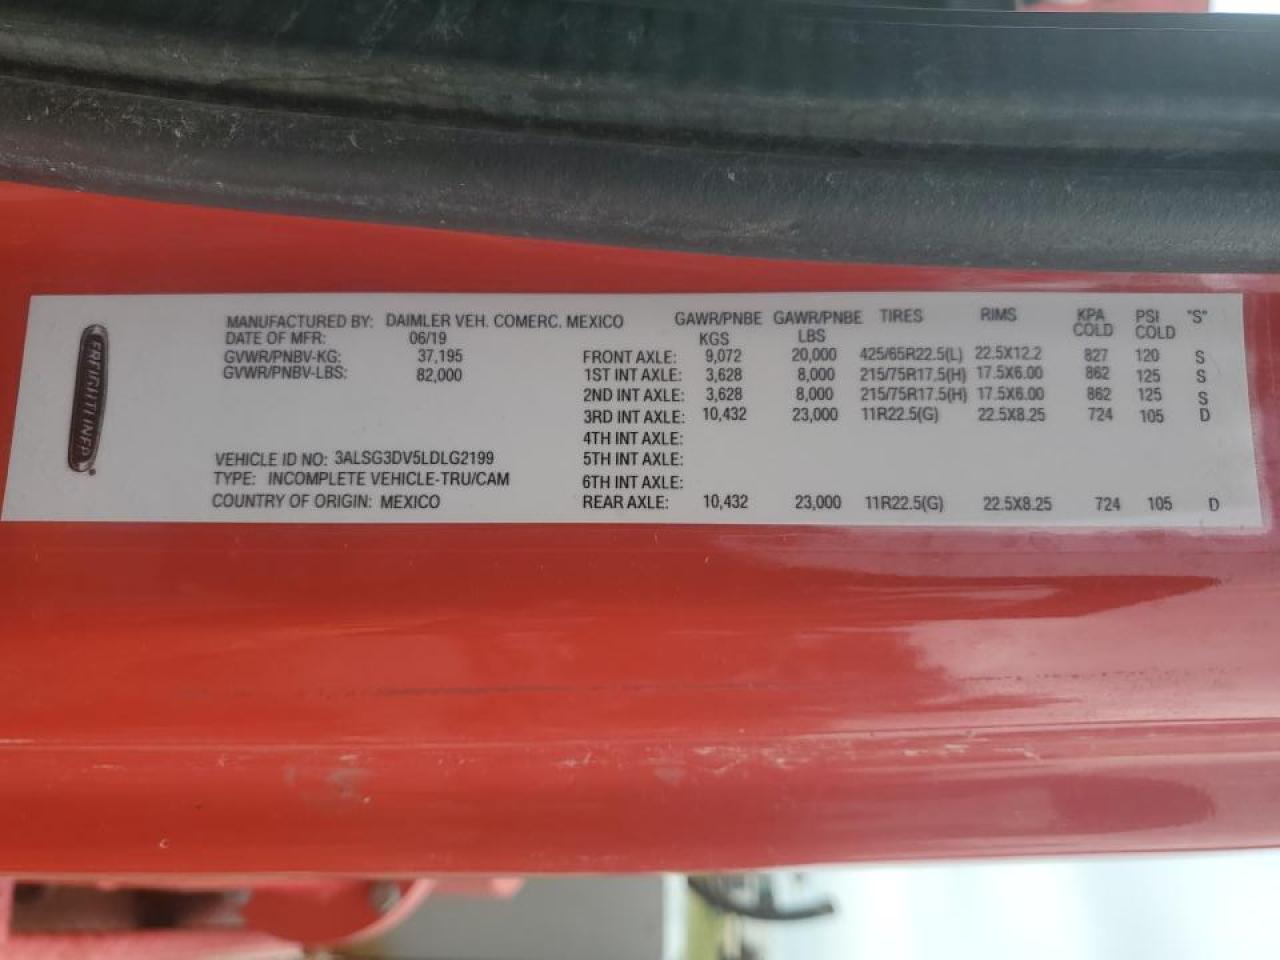 FREIGHTLINER
MANUFACTURED BY: DAIMLER VEH. COMERC. MEXICO
DATE OF MFR: 06/19
GVWR/PNBV-KG: 37,195
GVWR/PNBV-LBS: 82,000
VEHICLE ID NO: 3ALSG3DV5LDLG2199
TYPE: INCOMPLETE VEHICLE-TRU/CAM
COUNTRY OF ORIGIN: MEXICO
GAWR/PNBE KGS GAWR/PNBE LBS TIRES RIMS KPA COLD PSI COLD "S"
FRONT AXLE: 9,072 20,000 425/65R22.5(L) 22.5X12.2 827 120 S
1ST INT AXLE: 3,628 8,000 215/75R17.5(H) 17.5X6.00 862 125 S
2ND INT AXLE: 3,628 8,000 215/75R17.5(H) 17.5X6.00 862 125 S
3RD INT AXLE: 10,432 23,000 11R22.5(G) 22.5X8.25 724 105 D
4TH INT AXLE:
5TH INT AXLE:
6TH INT AXLE:
REAR AXLE: 10,432 23,000 11R22.5(G) 22.5X8.25 724 105 D